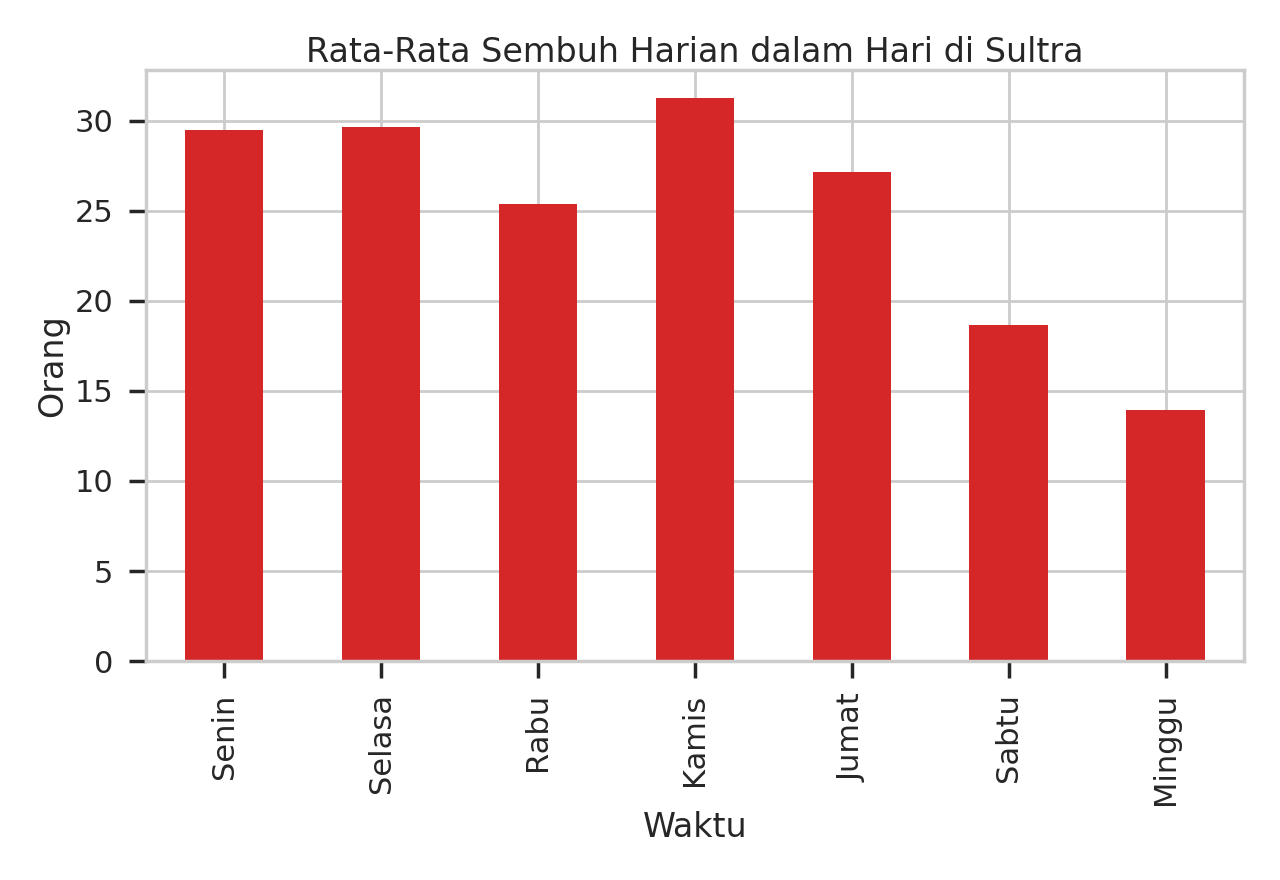 Rata-Rata Sembuh Harian dalam Hari di Sultra
Orang
30
25
20
15
10
5
0
Senin
Selasa
Rabu
Kamis
Jumat
Sabtu
Minggu
Waktu